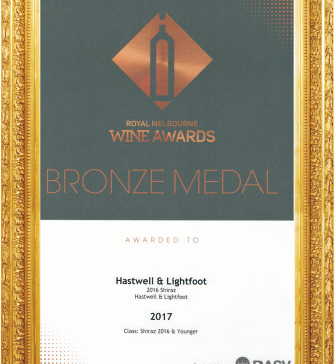 ROYAL MELBOURNE
WINE AWARDS
BRONZE MEDAL
AWARDED TO
Hastwell & Lightfoot
2016 Shiraz
Hastwell & Lightfoot
2017
Class: Shiraz 2016 & Younger